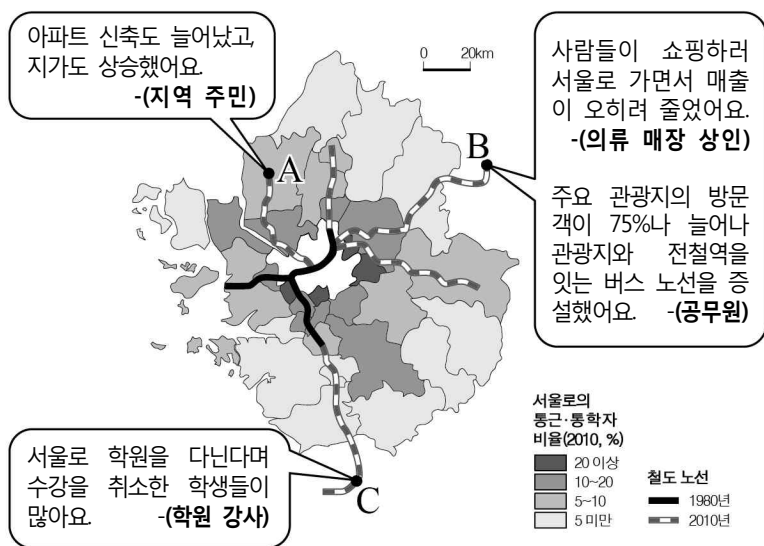 아파트 신축도 늘어났고,
지가도 상승했어요.
-(지역 주민)
0 20km
사람들이 쇼핑하러
서울로 가면서 매출
이 오히려 줄었어요.
-(의류 매장 상인)
주요 관광지의 방문
객이 75%나 늘어나
관광지와 전철역을
잇는 버스 노선을 증
설했어요. -(공무원)
A
B
C
서울로 학원을 다닌다며
수강을 취소한 학생들이
많아요. -(학원 강사)
서울로의
통근·통학자
비율(2010, %)
20 이상
10~20
5~10
5 미만
철도 노선
1980년
2010년